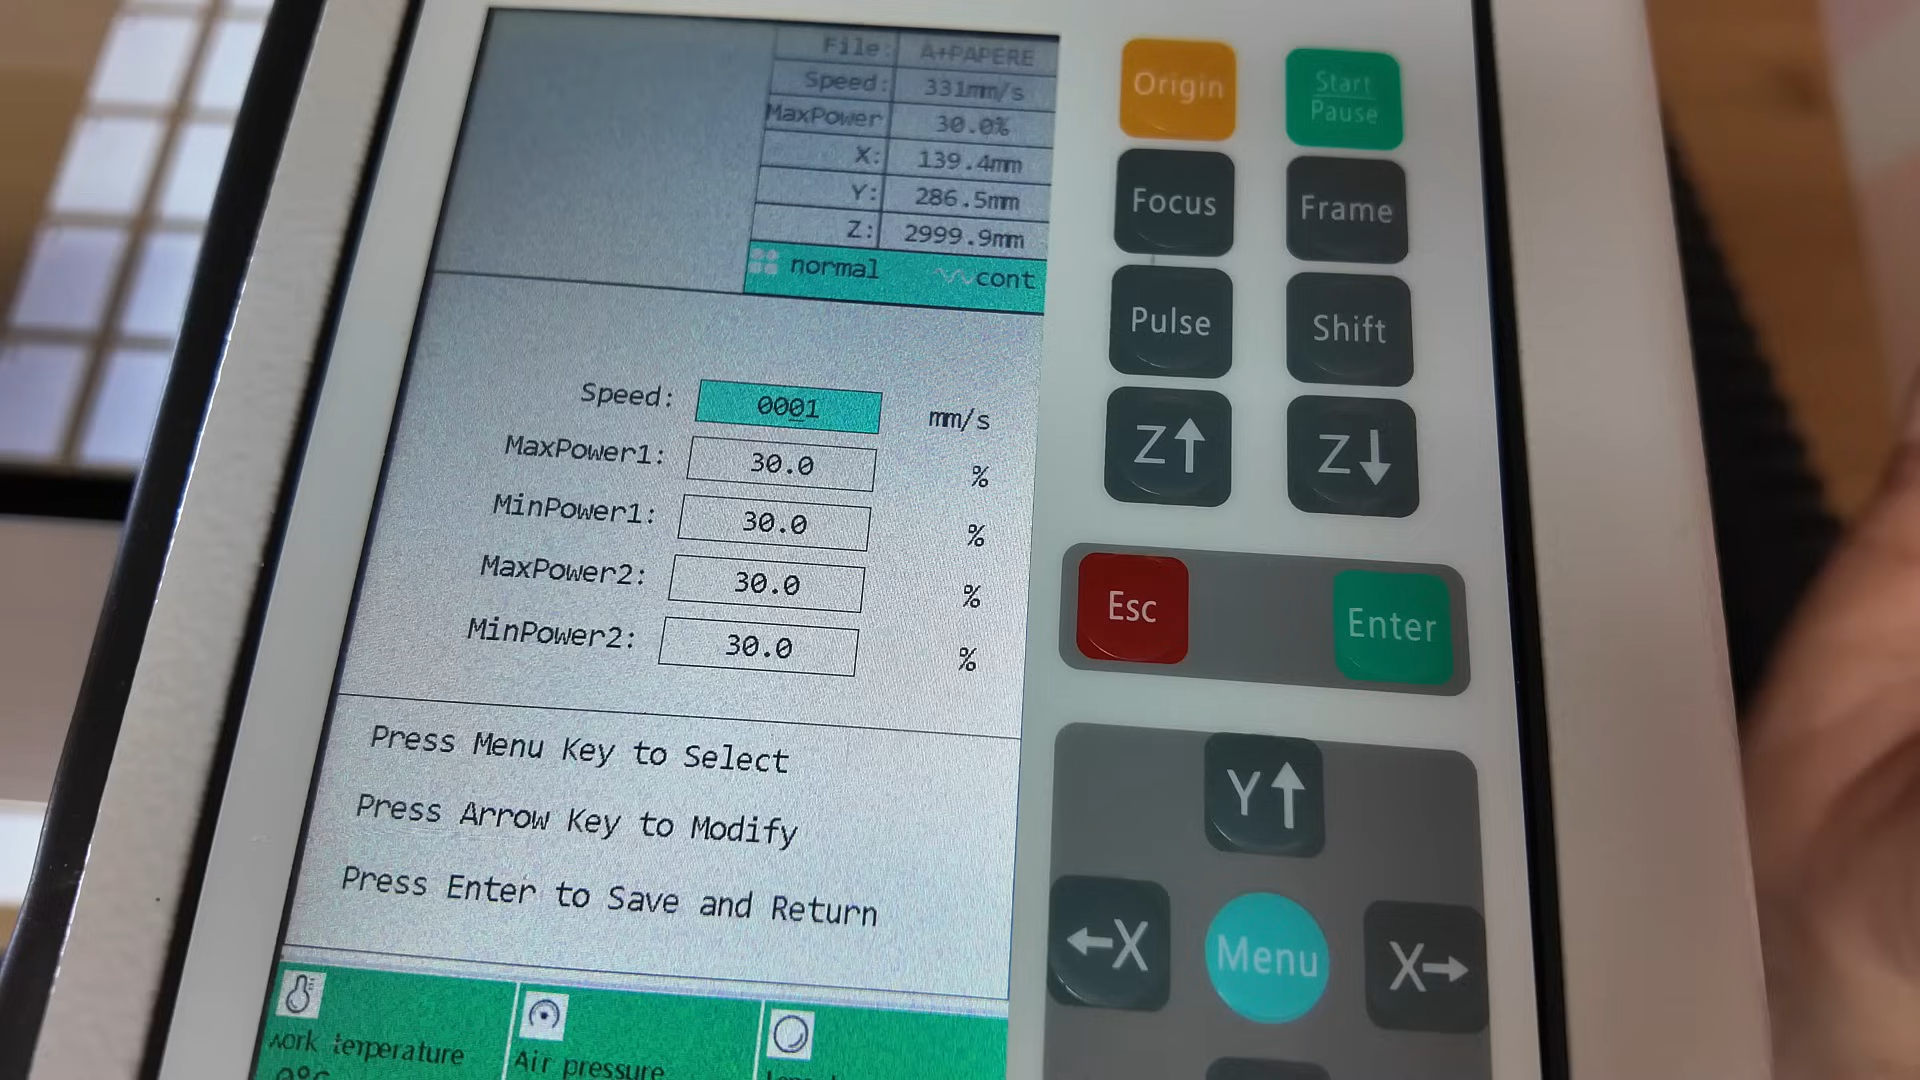 File: A+PAPERE
Speed: 331mm/s
MaxPower 30.0%
X: 139.4mm
Y: 286.5mm
Z: 2999.9mm
normal cont
Speed: 0001 mm/s
MaxPower1: 30.0 %
MinPower1: 30.0 %
MaxPower2: 30.0 %
MinPower2: 30.0 %
Press Menu Key to Select
Press Arrow Key to Modify
Press Enter to Save and Return
work temperature
Air pressure
Origin
Start
Pause
Focus
Frame
Pulse
Shift
Z↑
Z↓
Esc
Enter
Y↑
←X
Menu
X→